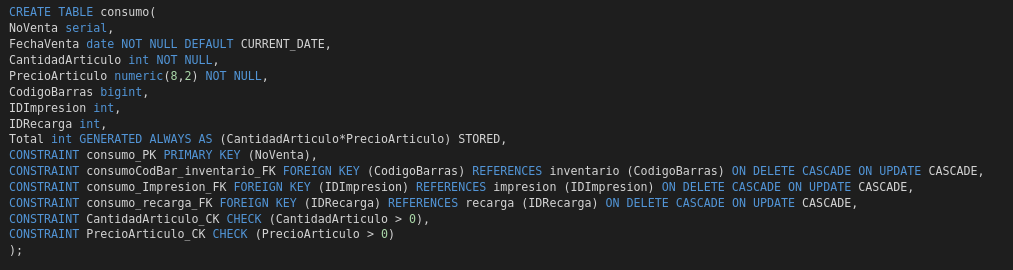 CREATE TABLE consumo(
NoVenta serial,
FechaVenta date NOT NULL DEFAULT CURRENT_DATE,
CantidadArticulo int NOT NULL,
PrecioArticulo numeric(8,2) NOT NULL,
CodigoBarras bigint,
IDImpresion int,
IDRecarga int,
Total int GENERATED ALWAYS AS (CantidadArticulo*PrecioArticulo) STORED,
CONSTRAINT consumo_PK PRIMARY KEY (NoVenta),
CONSTRAINT consumoCodBar_inventario_FK FOREIGN KEY (CodigoBarras) REFERENCES inventario (CodigoBarras) ON DELETE CASCADE ON UPDATE CASCADE,
CONSTRAINT consumo_Impresion_FK FOREIGN KEY (IDImpresion) REFERENCES impresion (IDImpresion) ON DELETE CASCADE ON UPDATE CASCADE,
CONSTRAINT consumo_recarga_FK FOREIGN KEY (IDRecarga) REFERENCES recarga (IDRecarga) ON DELETE CASCADE ON UPDATE CASCADE,
CONSTRAINT CantidadArticulo_CK CHECK (CantidadArticulo > 0),
CONSTRAINT PrecioArticulo_CK CHECK (PrecioArticulo > 0)
);